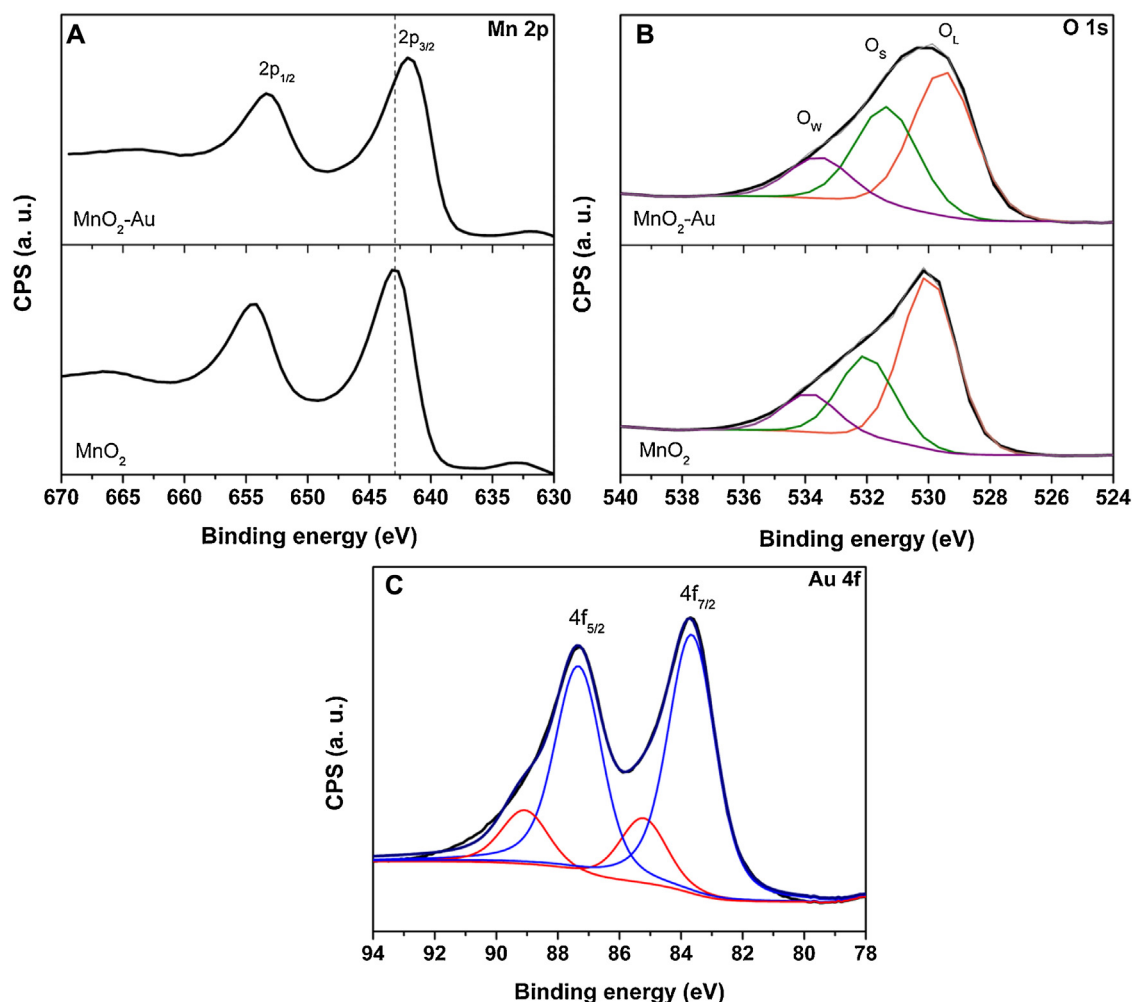 A
Mn 2p
2p1/2
2p3/2
MnO2-Au
MnO2
CPS (a. u.)
670 665 660 655 650 645 640 635 630
Binding energy (eV)
B
O 1s
OL
OS
OW
MnO2-Au
MnO2
CPS (a. u.)
540 538 536 534 532 530 528 526 524
Binding energy (eV)
C
Au 4f
4f5/2
4f7/2
CPS (a. u.)
94 92 90 88 86 84 82 80 78
Binding energy (eV)